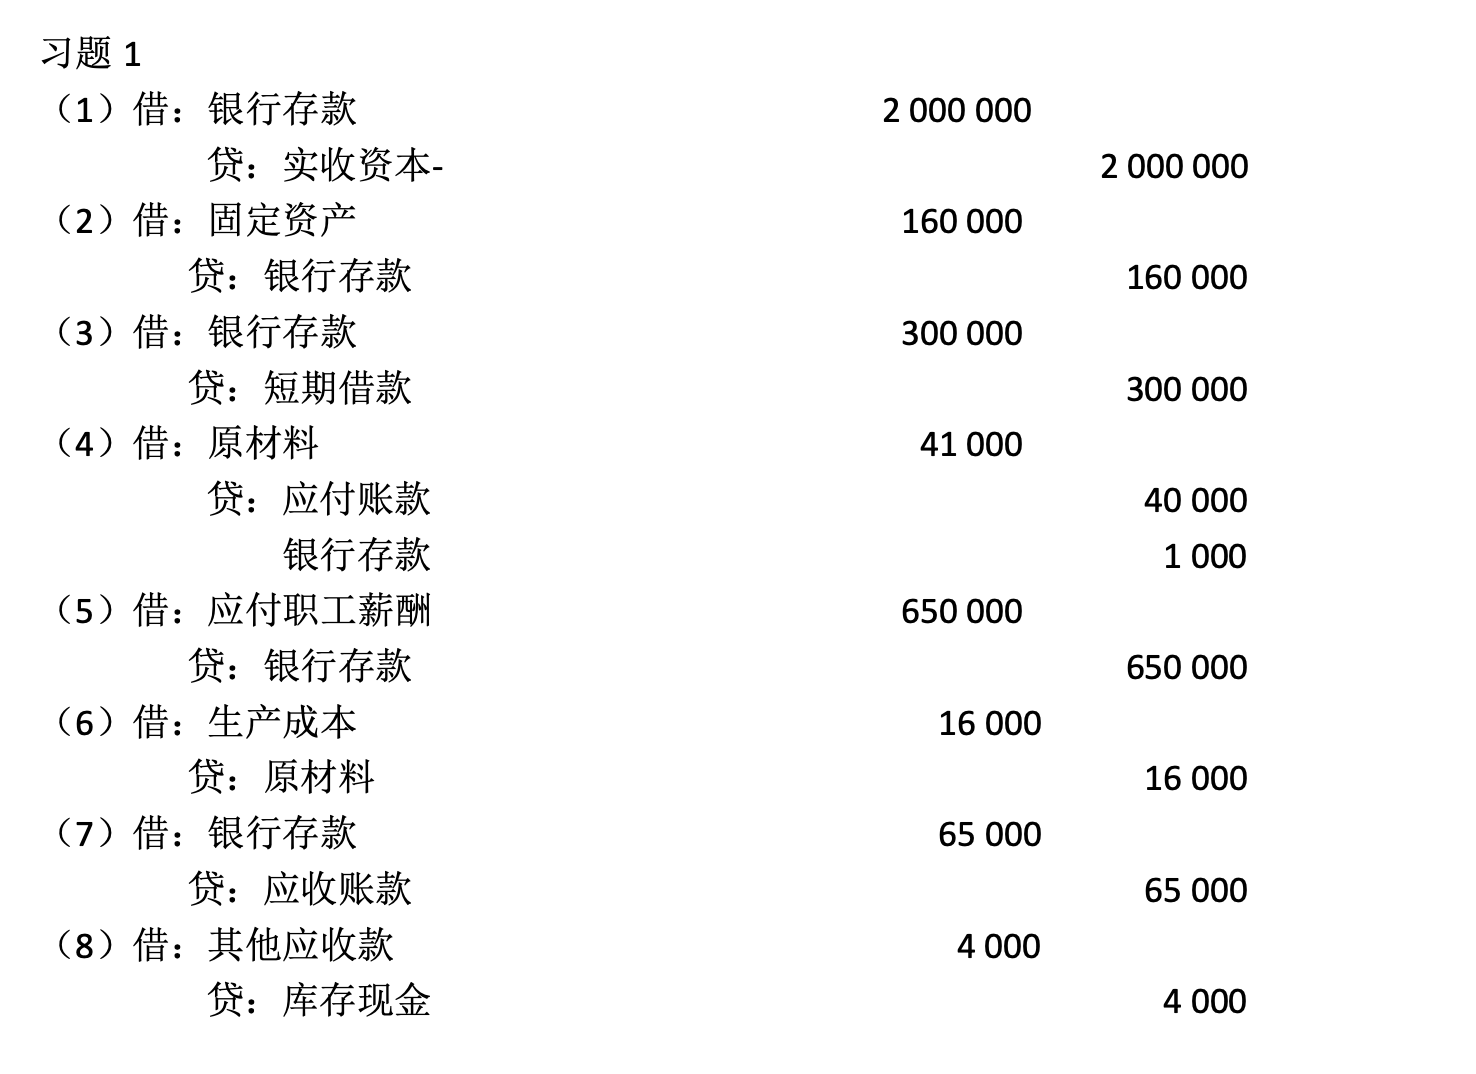 习题 1
（1）借：银行存款 2 000 000
贷：实收资本- 2 000 000
（2）借：固定资产 160 000
贷：银行存款 160 000
（3）借：银行存款 300 000
贷：短期借款 300 000
（4）借：原材料 41 000
贷：应付账款 40 000
银行存款 1 000
（5）借：应付职工薪酬 650 000
贷：银行存款 650 000
（6）借：生产成本 16 000
贷：原材料 16 000
（7）借：银行存款 65 000
贷：应收账款 65 000
（8）借：其他应收款 4 000
贷：库存现金 4 000